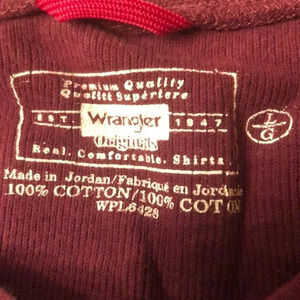 Premium Quality
Qualité Supériere
EST. Wrangler 1947
Originals
Real. Comfortable. Shirts.
L/G
Made in Jordan/Fabriqué en Jordanie
100% COTTON/100% COTON
WPL6428